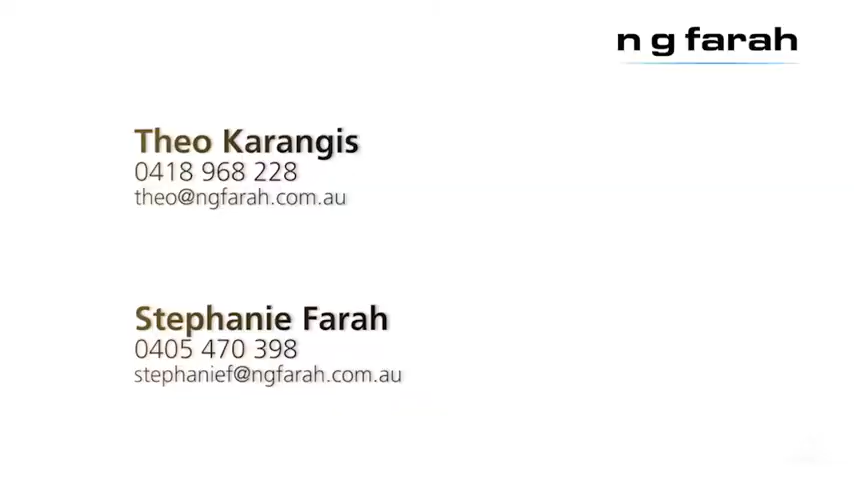 n g farah
Theo Karangis
0418 968 228
theo@ngfarah.com.au
Stephanie Farah
0405 470 398
stephanief@ngfarah.com.au